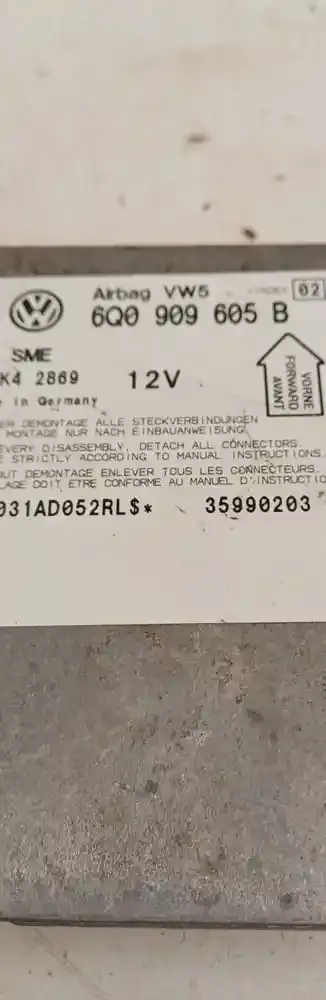 Airbag VW5 02
6Q0 909 605 B
SME
K4 2869 12V
in Germany
VORNE
FORWARD
AVANT
DEMONTAGE ALLE STECKVERBINDUNGEN
MONTAGE NUR NACH EINBAUANWEISUNG!
EVERY DISASSEMBLY, DETACH ALL CONNECTORS.
STRICTLY ACCORDING TO MANUAL INSTRUCTIONS.
DEMONTAGE ENLEVER TOUS LES CONNECTEURS.
LAGE DOIT ETRE CONFORME AU MANUEL D'INSTRUCTIO
031AD052RL$* 35990203